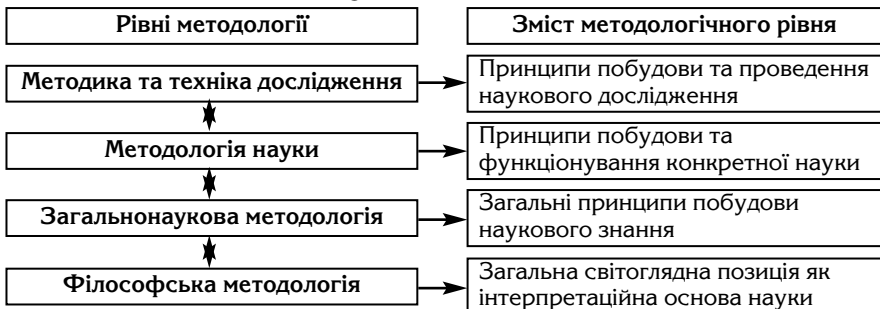 Рівні методології
Зміст методологічного рівня
Методика та техніка дослідження
Принципи побудови та проведення
наукового дослідження
Методологія науки
Принципи побудови та
функціонування конкретної науки
Загальнонаукова методологія
Загальні принципи побудови
наукового знання
Філософська методологія
Загальна світоглядна позиція як
інтерпретаційна основа науки